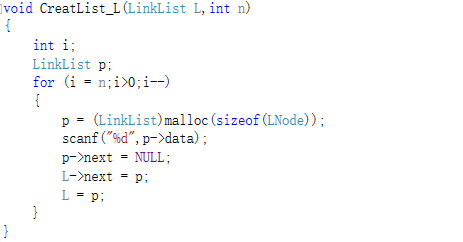 void CreatList_L(LinkList L,int n)
{
int i;
LinkList p;
for (i = n;i>0;i--)
{
p = (LinkList)malloc(sizeof(LNode));
scanf("%d",p->data);
p->next = NULL;
L->next = p;
L = p;
}
}